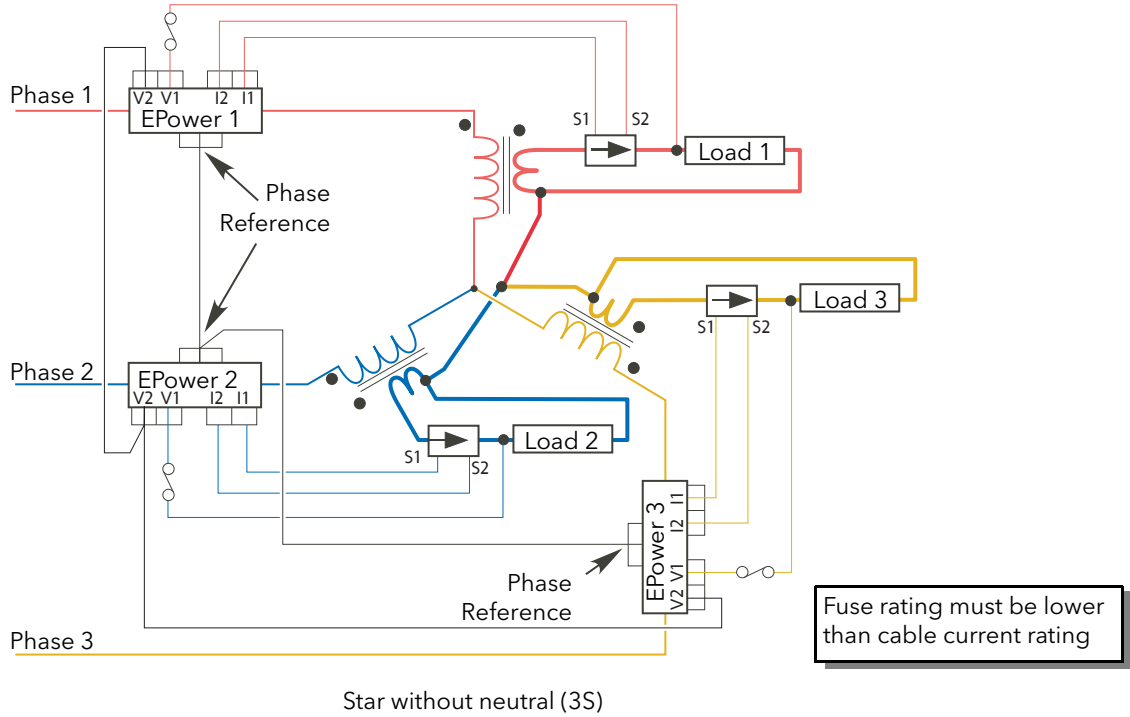 Phase 1
V2 V1 I2 I1
EPower 1
S1 S2
Load 1
Phase
Reference
Load 3
S1 S2
Phase 2
EPower 2
V2 V1 I2 I1
Load 2
S1 S2
EPower 3
I1
I2
V1
V2
Phase
Reference
Fuse rating must be lower
than cable current rating
Phase 3
Star without neutral (3S)